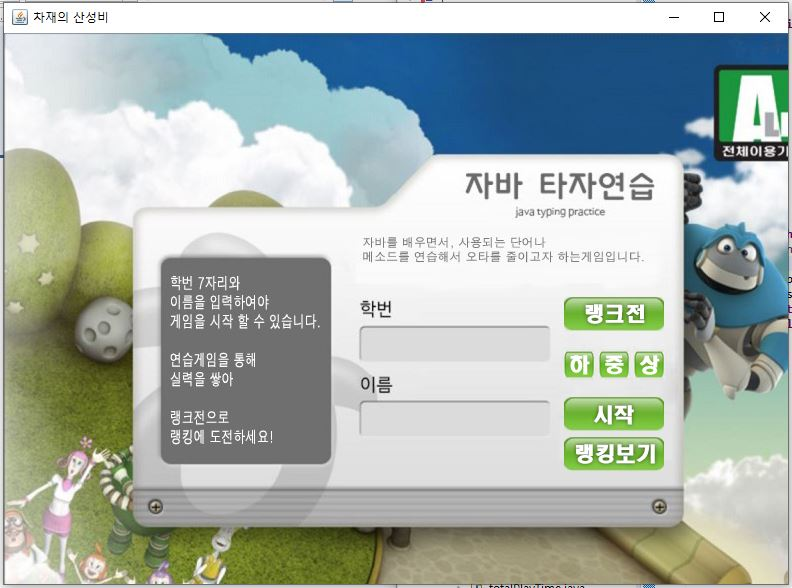 차재의 산성비
전체이용가
자바 타자연습
java typing practice
자바를 배우면서, 사용되는 단어나
메소드를 연습해서 오타를 줄이고자 하는게임입니다.
학번 7자리와
이름을 입력하여야
게임을 시작 할 수 있습니다.
연습게임을 통해
실력을 쌓아
랭크전으로
랭킹에 도전하세요!
학번
이름
랭크전
하 중 상
시작
랭킹보기
totalPlayTime.java